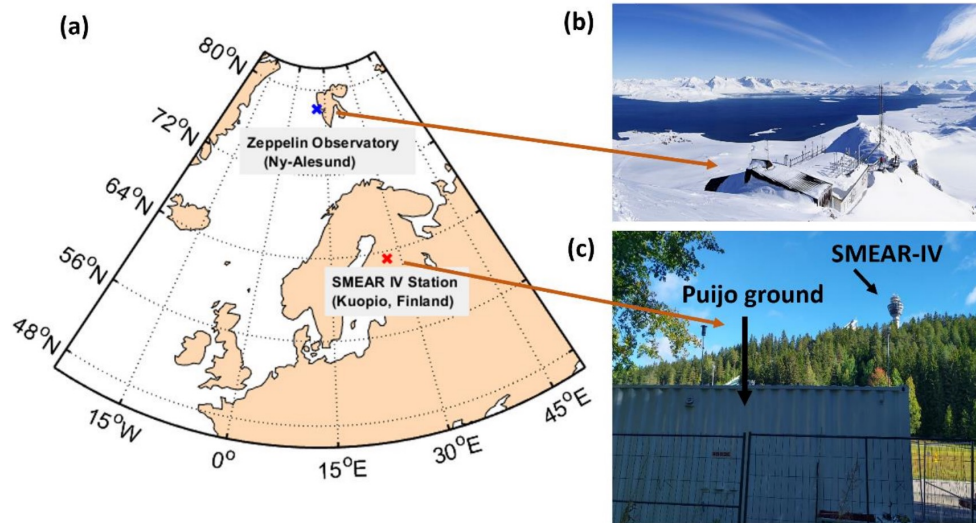 (a)
80°N
72°N
64°N
56°N
48°N
15°W
0°
15°E
30°E
45°E
Zeppelin Observatory
(Ny-Alesund)
SMEAR IV Station
(Kuopio, Finland)
(b)
(c)
SMEAR-IV
Puijo ground